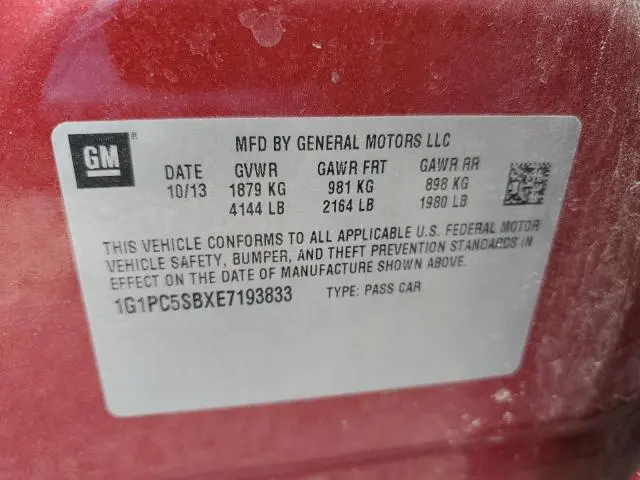 GM ®
MFD BY GENERAL MOTORS LLC
DATE GVWR GAWR FRT GAWR RR
10/13 1879 KG 981 KG 898 KG
4144 LB 2164 LB 1980 LB
THIS VEHICLE CONFORMS TO ALL APPLICABLE U.S. FEDERAL MOTOR
VEHICLE SAFETY, BUMPER, AND THEFT PREVENTION STANDARDS IN
EFFECT ON THE DATE OF MANUFACTURE SHOWN ABOVE.
1G1PC5SBXE7193833 TYPE: PASS CAR